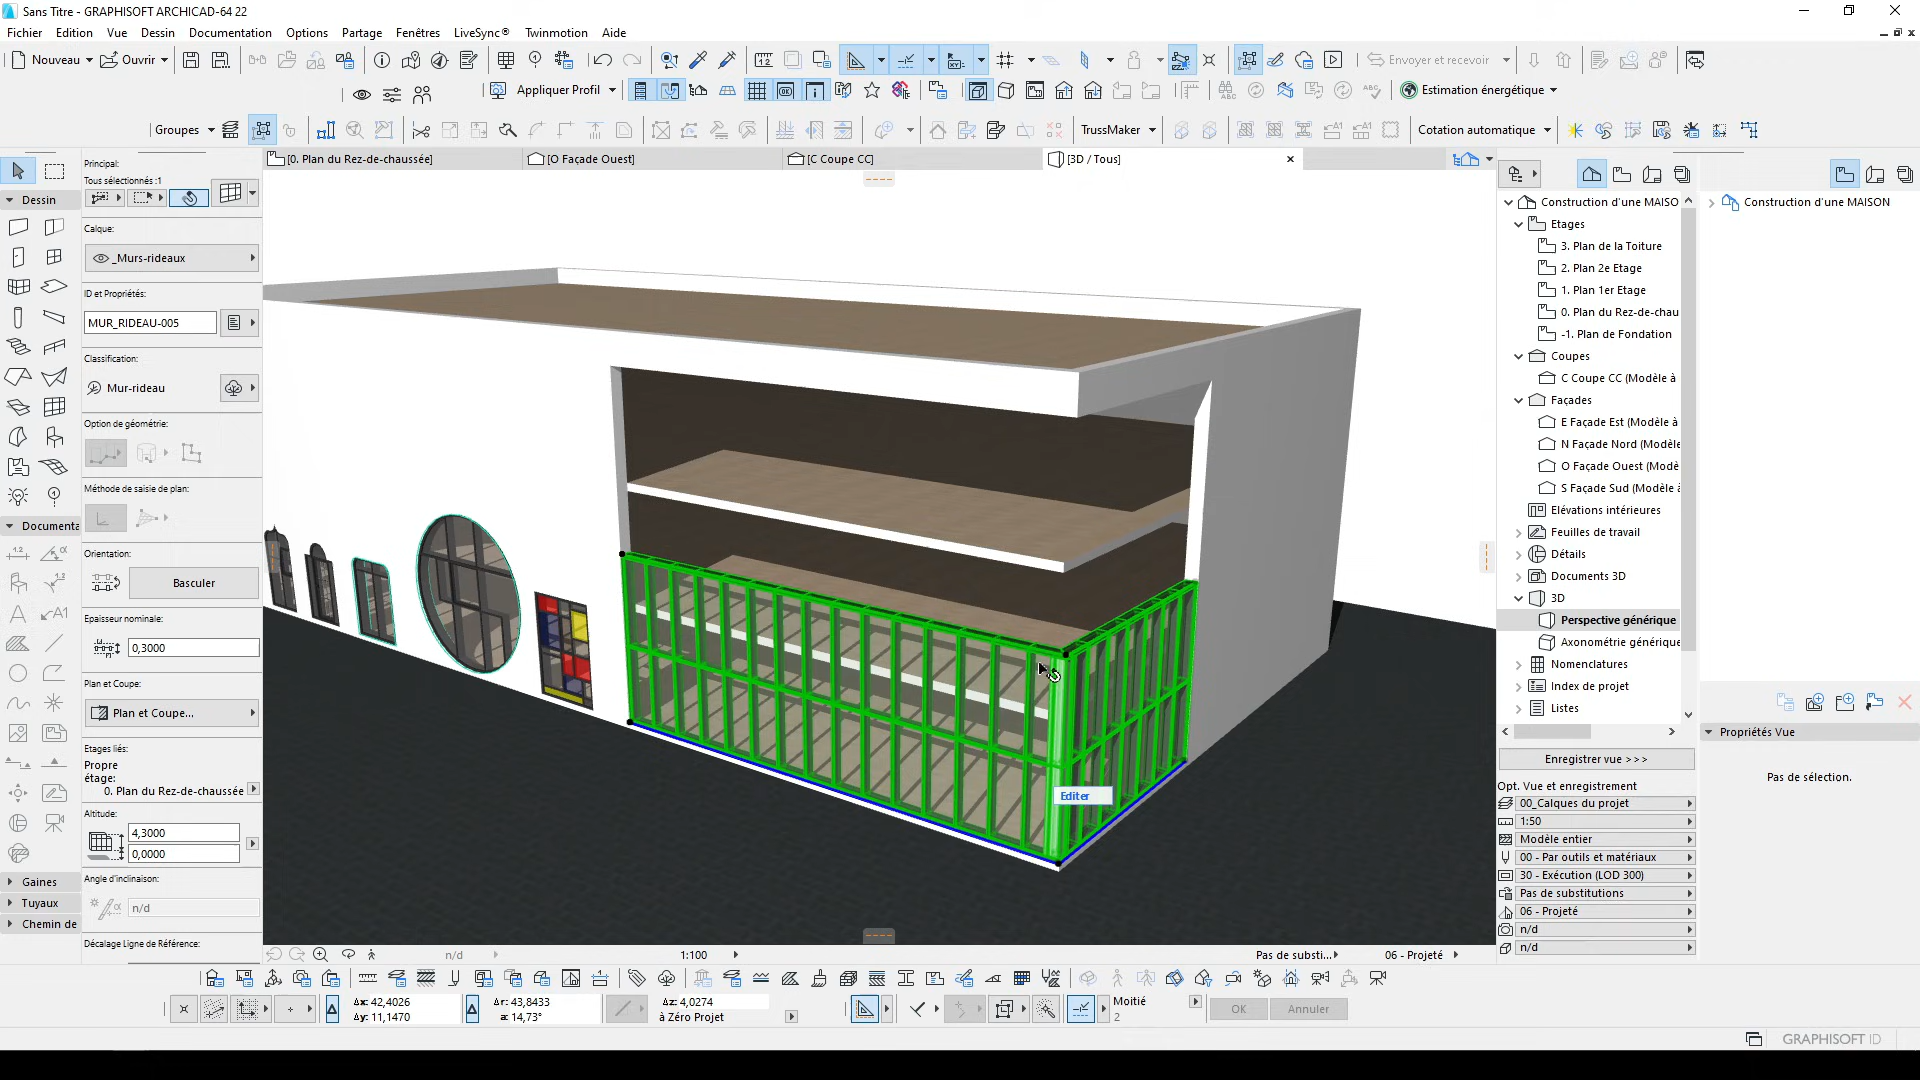 Sans Titre - GRAPHISOFT ARCHICAD-64 22
Fichier Edition Vue Dessin Documentation Options Partage Fenêtres LiveSync® Twinmotion Aide
Nouveau Ouvrir Envoyer et recevoir
Appliquer Profil Estimation énergétique
Groupes TrussMaker Cotation automatique
[0. Plan du Rez-de-chaussée] [O Façade Ouest] [C Coupe CC] [3D / Tous]
Dessin
Documenta
Gaines
Tuyaux
Chemin de
Principal:
Tous sélectionnés :1
Calque:
_Murs-rideaux
ID et Propriétés:
MUR_RIDEAU-005
Classification:
Mur-rideau
Option de géométrie:
Méthode de saisie de plan:
Orientation:
Basculer
Epaisseur nominale:
0,3000
Plan et Coupe:
Plan et Coupe...
Etages liés:
Propre
étage:
0. Plan du Rez-de-chaussée
Altitude:
4,3000
0,0000
Angle d'inclinaison:
n/d
Décalage Ligne de Référence:
Editer
Construction d'une MAISO
Etages
3. Plan de la Toiture
2. Plan 2e Etage
1. Plan 1er Etage
0. Plan du Rez-de-chau
-1. Plan de Fondation
Coupes
C Coupe CC (Modèle à
Façades
E Façade Est (Modèle à
N Façade Nord (Modèle
O Façade Ouest (Modè
S Façade Sud (Modèle à
Elévations intérieures
Feuilles de travail
Détails
Documents 3D
3D
Perspective générique
Axonométrie générique
Nomenclatures
Index de projet
Listes
Enregistrer vue >>>
Opt. Vue et enregistrement
00_Calques du projet
1:50
Modèle entier
00 - Par outils et matériaux
30 - Exécution (LOD 300)
Pas de substitutions
06 - Projeté
n/d
n/d
Construction d'une MAISON
Propriétés Vue
Pas de sélection.
n/d 1:100 Pas de substi... 06 - Projeté
Δx: 42,4026
Δy: 11,1470
Δr: 43,8433
a: 14,73°
Δz: 4,0274
à Zéro Projet
Moitié
2
OK Annuler
GRAPHISOFT ID